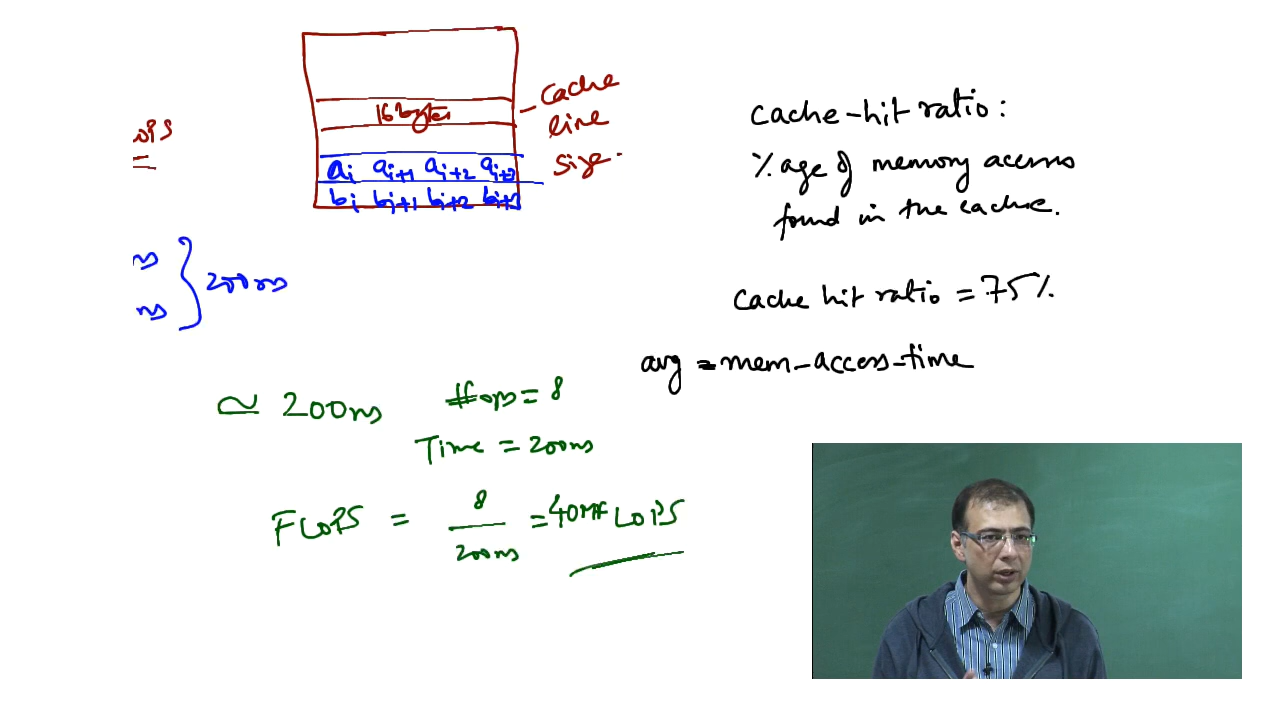 16 bytes
cache
line
size.
aᵢ aᵢ₊₁ aᵢ₊₂ aᵢ₊₃
bᵢ bᵢ₊₁ bᵢ₊₂ bᵢ₊₃
ns
ns
200ns
≃ 200ns
#ops = 8
Time = 200ns
FLOPS = 8/200ns = 40MFLOPS
cache-hit ratio:
%age of memory access
found in the cache.
cache hit ratio = 75%
avg = mem-access-time